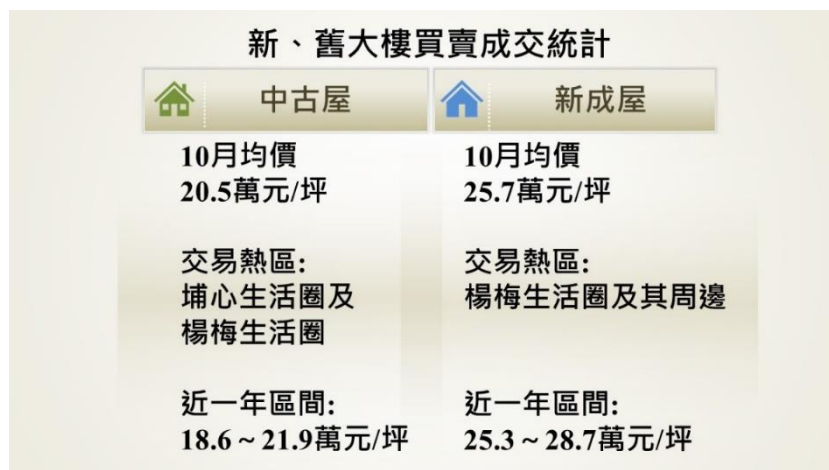 新、舊大樓買賣成交統計
中古屋
10月均價
20.5萬元/坪
交易熱區:
埔心生活圈及
楊梅生活圈
近一年區間:
18.6~21.9萬元/坪
新成屋
10月均價
25.7萬元/坪
交易熱區:
楊梅生活圈及其周邊
近一年區間:
25.3~28.7萬元/坪